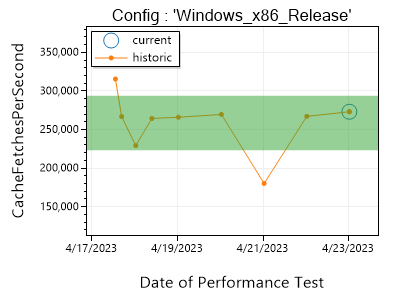 Config : 'Windows_x86_Release'
current
historic
CacheFetchesPerSecond
350,000
300,000
250,000
200,000
150,000
4/17/2023
4/19/2023
4/21/2023
4/23/2023
Date of Performance Test